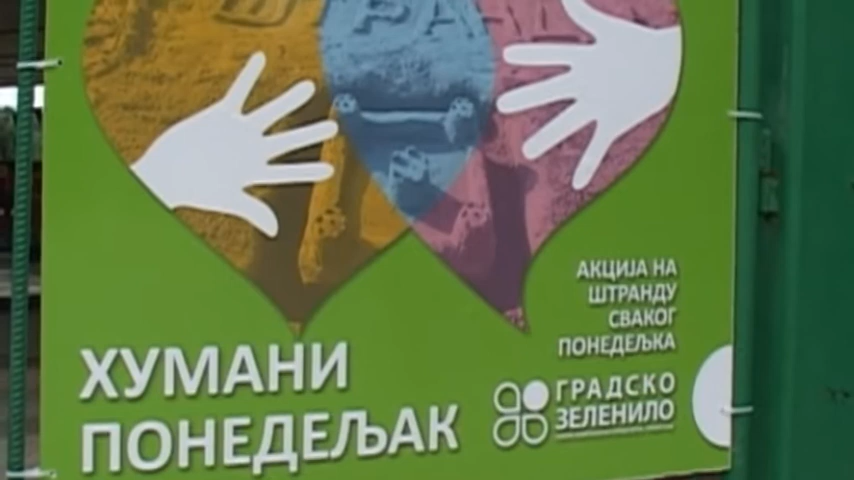 АКЦИЈА НА
ШТРАНДУ
СВАКОГ
ПОНЕДЕЉКА
ХУМАНИ
ПОНЕДЕЉАК
ГРАДСКО
ЗЕЛЕНИЛО